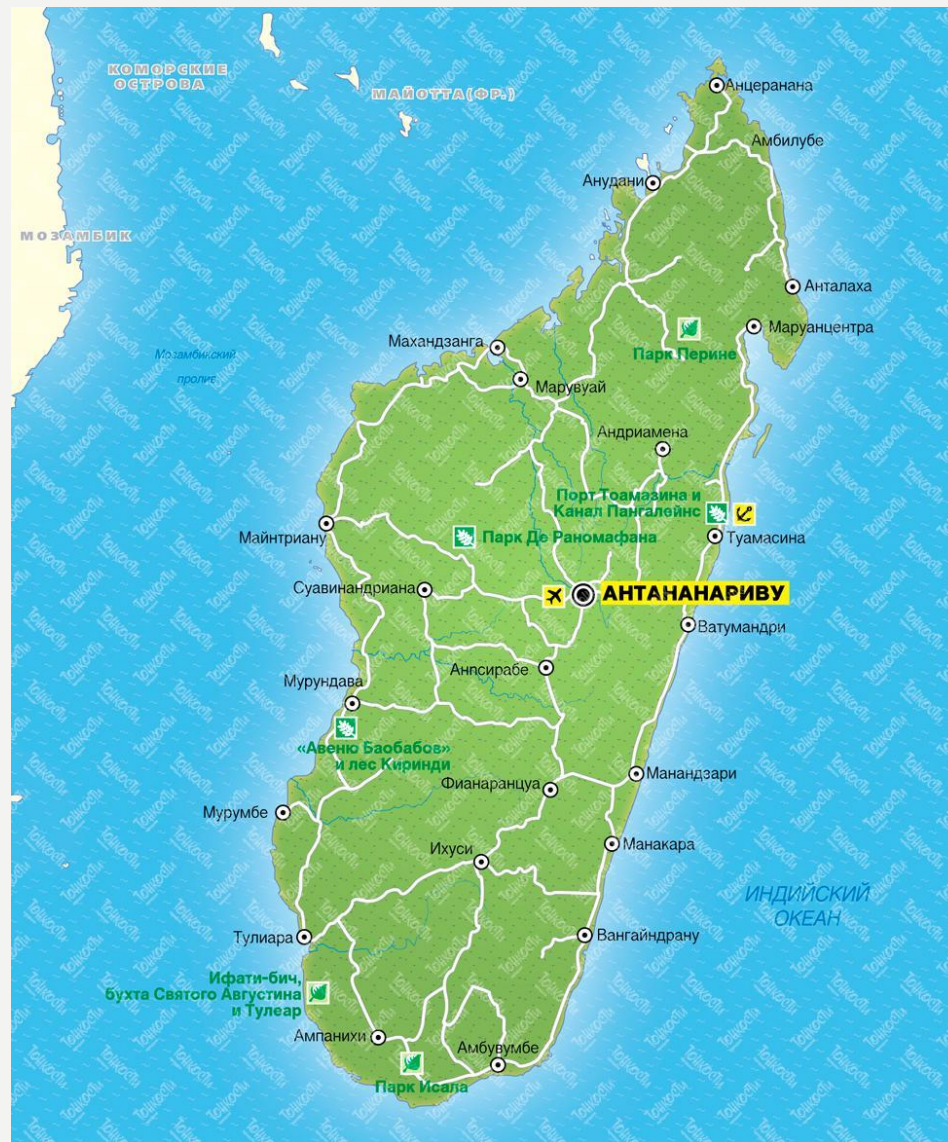 КОМОРСКИЕ
ОСТРОВА
МАЙОТТА(ФР.)
Анцеранана
Амбилубе
Анудани
МОЗАМБИК
Анталаха
Маруанцентра
Махандзанга
Парк Перине
Мозамбикский
пролив
Марувуай
Андриамена
Порт Тоамазина и
Канал Пангалейнс
Майнтриану
Парк Де Раномафана
Туамасина
Суавинандриана
АНТАНАНАРИВУ
Ватумандри
Анпсирабе
Мурундава
«Авеню Баобабов»
и лес Киринди
Манандзари
Фианаранцуа
Мурумбе
Манакара
Ихуси
ИНДИЙСКИЙ
ОКЕАН
Тулиара
Вангайндрану
Ифати-бич,
бухта Святого Августина
и Тулеар
Ампанихи
Амбувумбе
Парк Исала